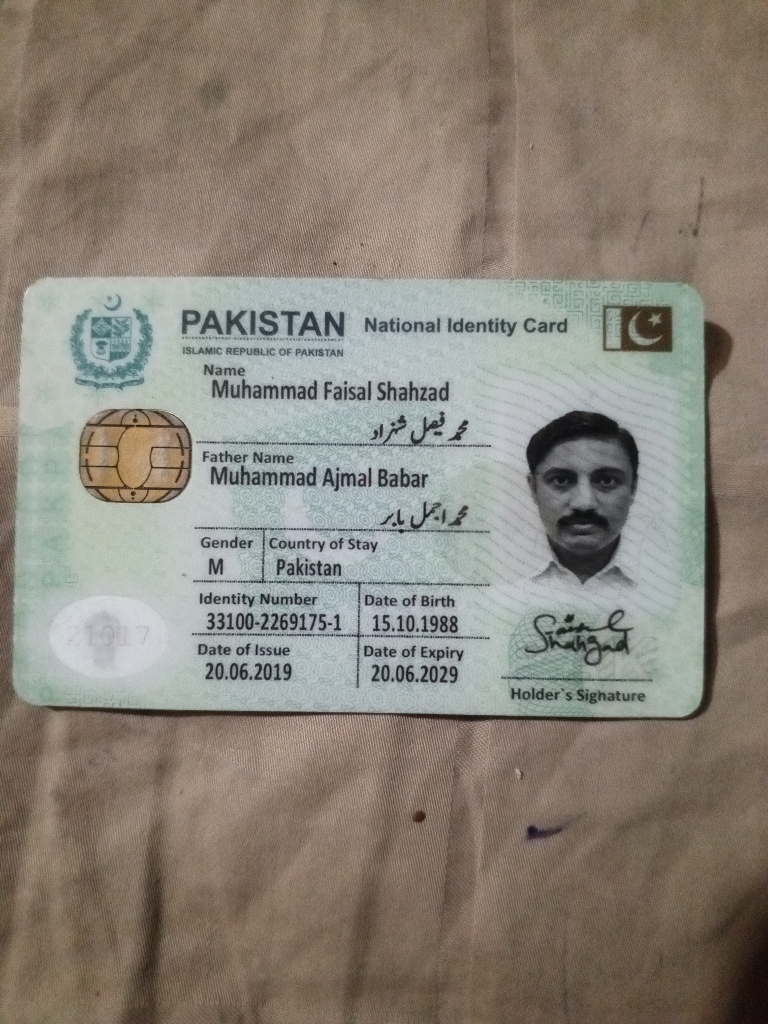 PAKISTAN National Identity Card
ISLAMIC REPUBLIC OF PAKISTAN
Name
Muhammad Faisal Shahzad
محمد فیصل شہزاد
Father Name
Muhammad Ajmal Babar
محمد اجمل بابر
Gender Country of Stay
M Pakistan
Identity Number Date of Birth
33100-2269175-1 15.10.1988
Date of Issue Date of Expiry
20.06.2019 20.06.2029
Faisal
Shahzad
Holder`s Signature